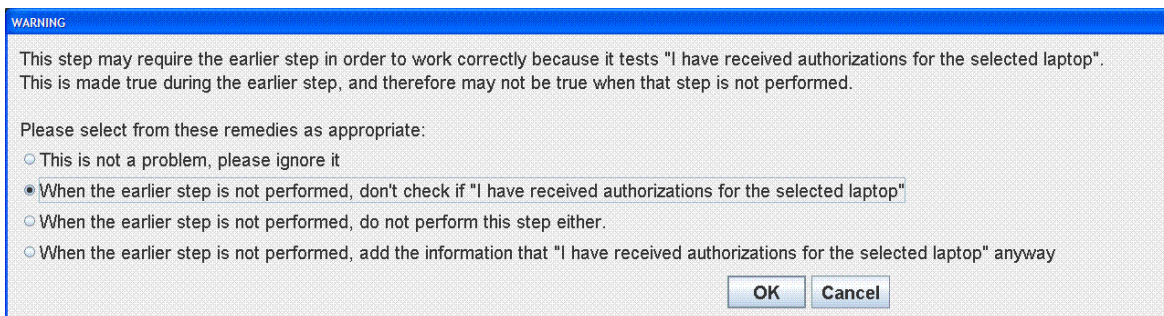 WARNING
This step may require the earlier step in order to work correctly because it tests "I have received authorizations for the selected laptop".
This is made true during the earlier step, and therefore may not be true when that step is not performed.
Please select from these remedies as appropriate:
This is not a problem, please ignore it
When the earlier step is not performed, don't check if "I have received authorizations for the selected laptop"
When the earlier step is not performed, do not perform this step either.
When the earlier step is not performed, add the information that "I have received authorizations for the selected laptop" anyway
OK Cancel